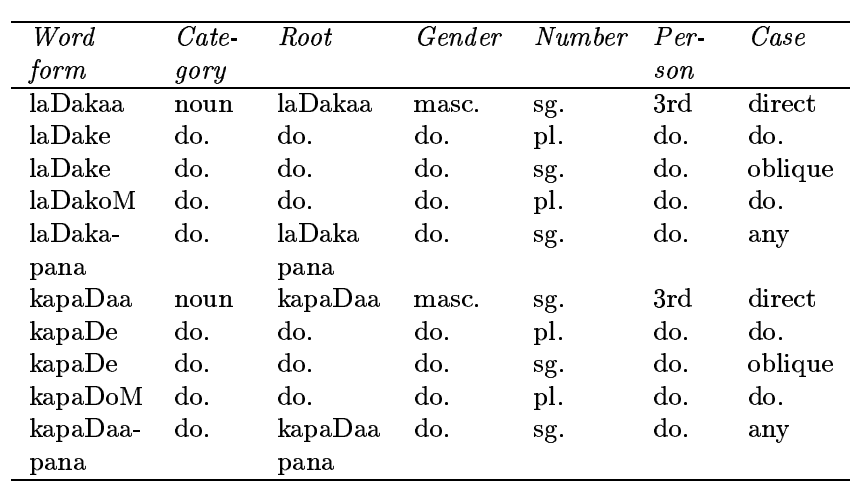 Word Cate- Root Gender Number Per- Case
form gory son
laDakaa noun laDakaa masc. sg. 3rd direct
laDake do. do. do. pl. do. do.
laDake do. do. do. sg. do. oblique
laDakoM do. do. do. pl. do. do.
laDaka- do. laDaka do. sg. do. any
pana pana
kapaDaa noun kapaDaa masc. sg. 3rd direct
kapaDe do. do. do. pl. do. do.
kapaDe do. do. do. sg. do. oblique
kapaDoM do. do. do. pl. do. do.
kapaDaa- do. kapaDaa do. sg. do. any
pana pana